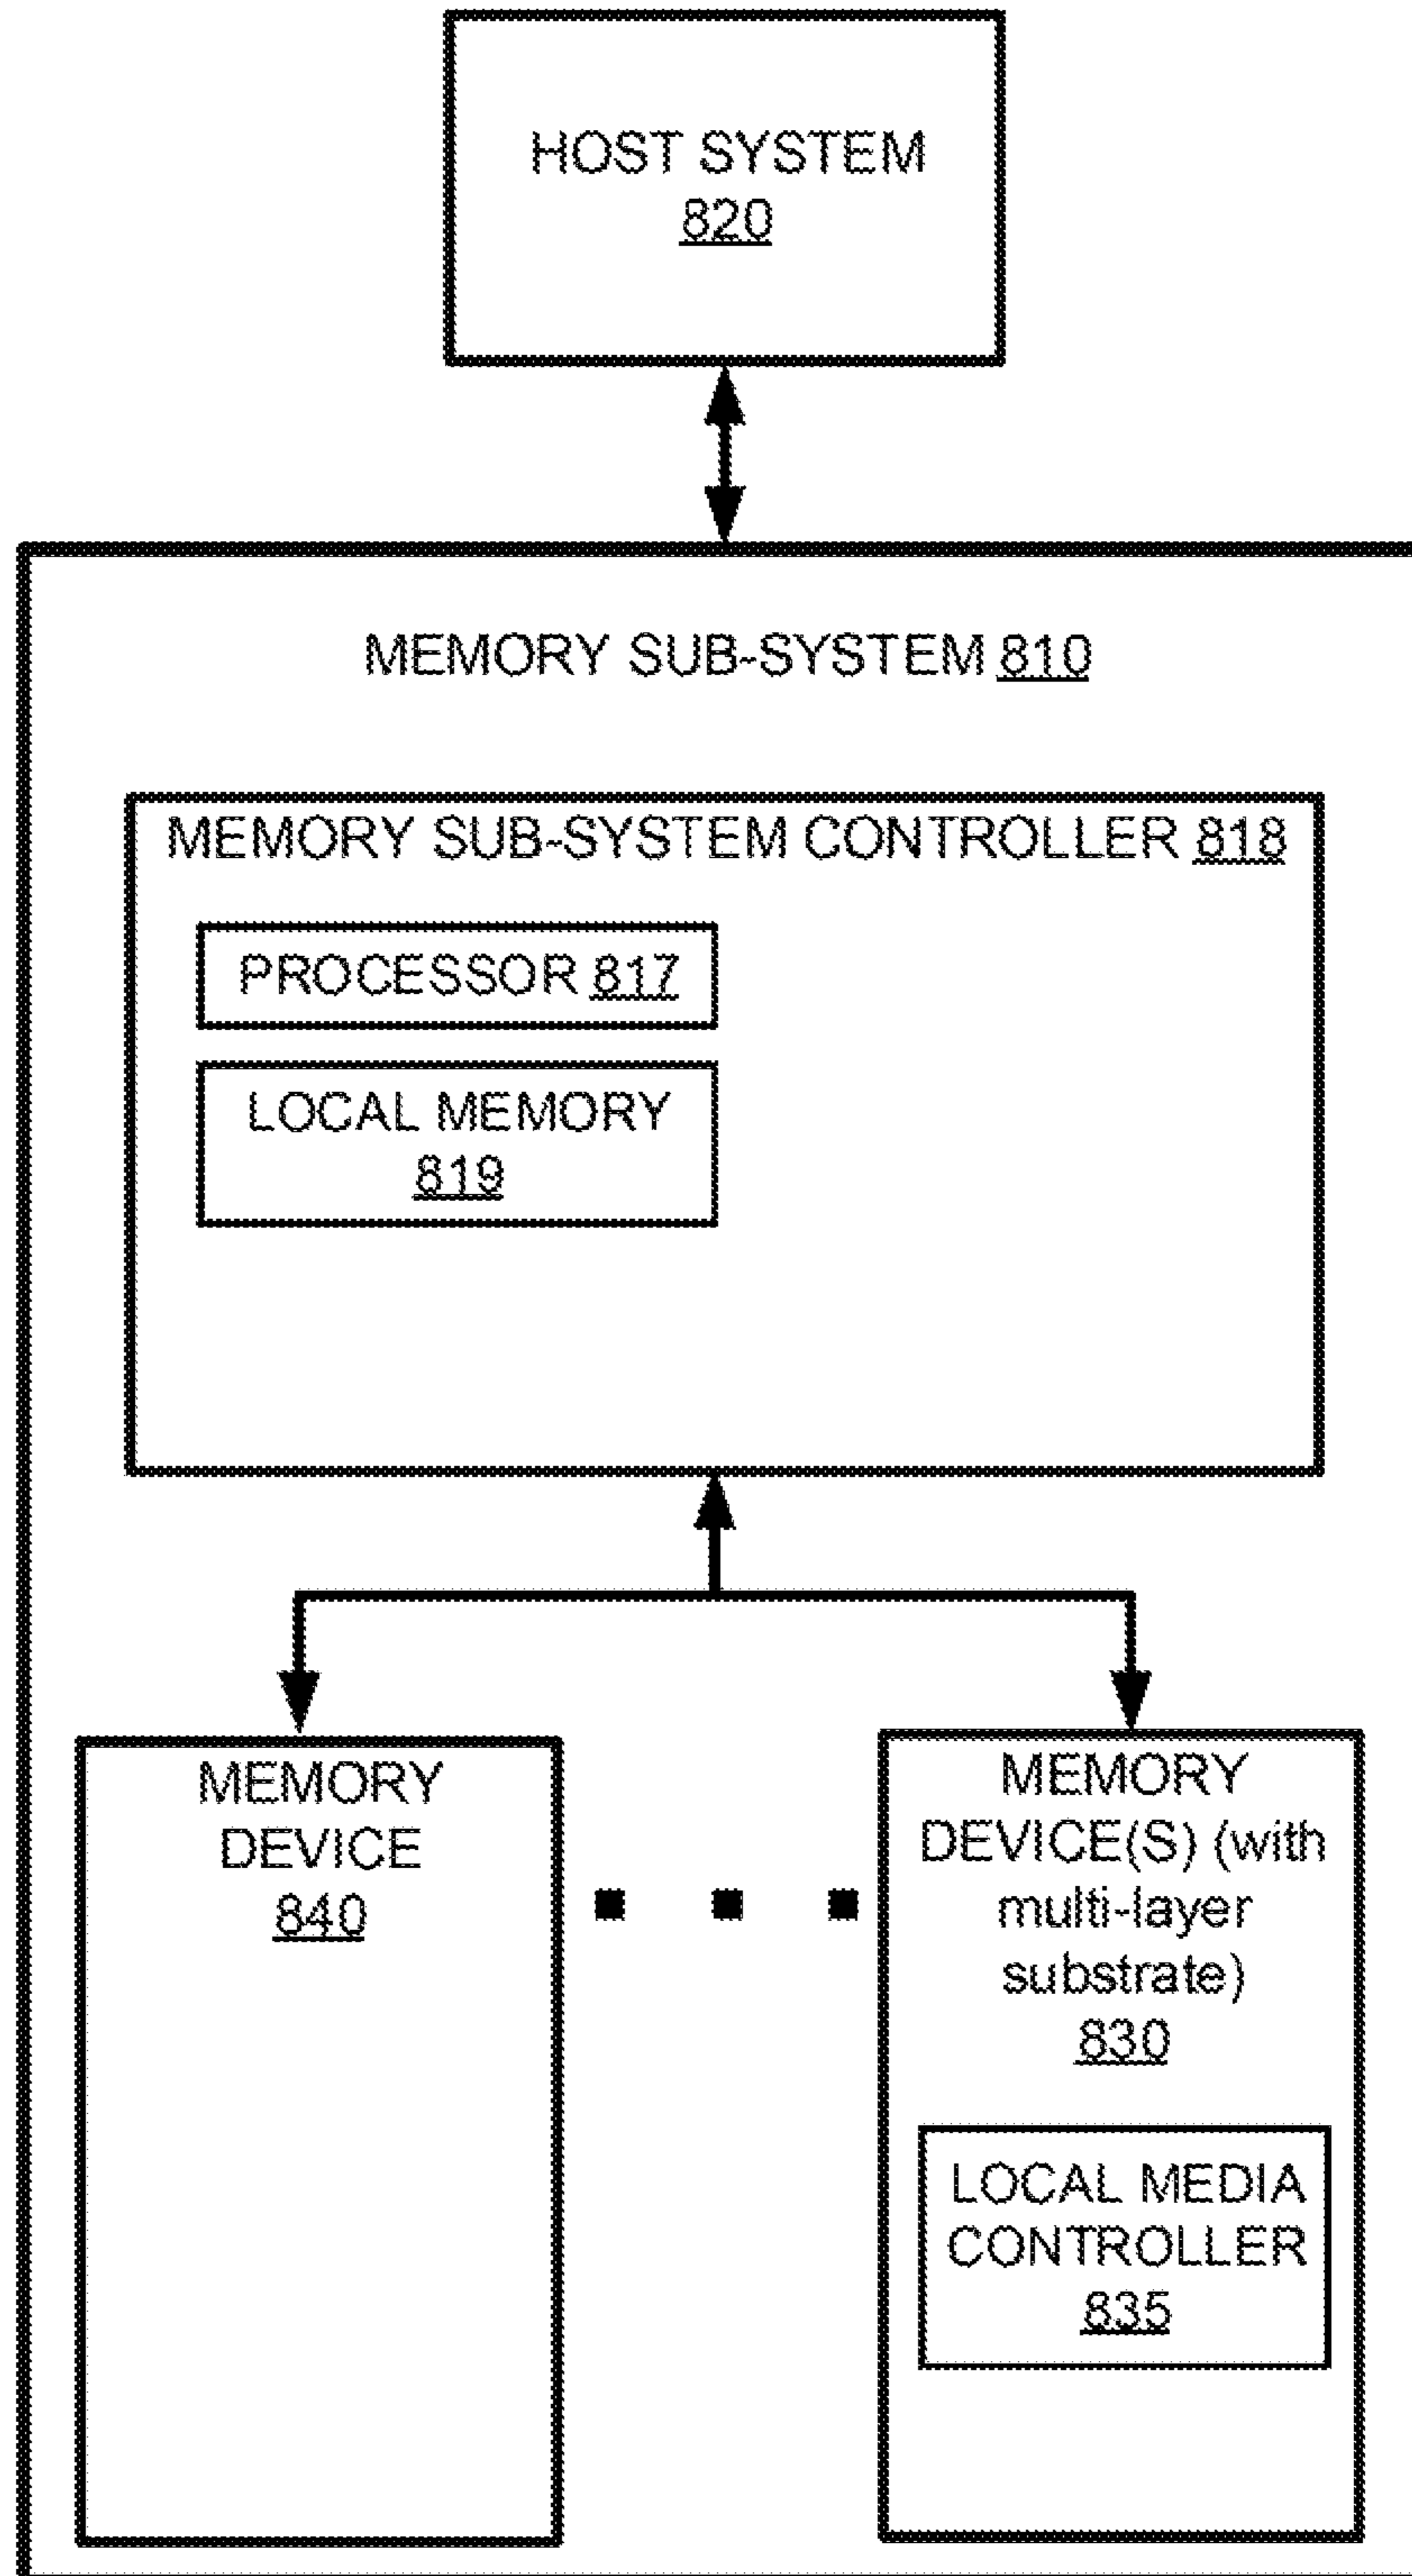 HOST SYSTEM
820
MEMORY SUB-SYSTEM 810
MEMORY SUB-SYSTEM CONTROLLER 818
PROCESSOR 817
LOCAL MEMORY
819
MEMORY
DEVICE
840
MEMORY
DEVICE(S) (with
multi-layer
substrate)
830
LOCAL MEDIA
CONTROLLER
835